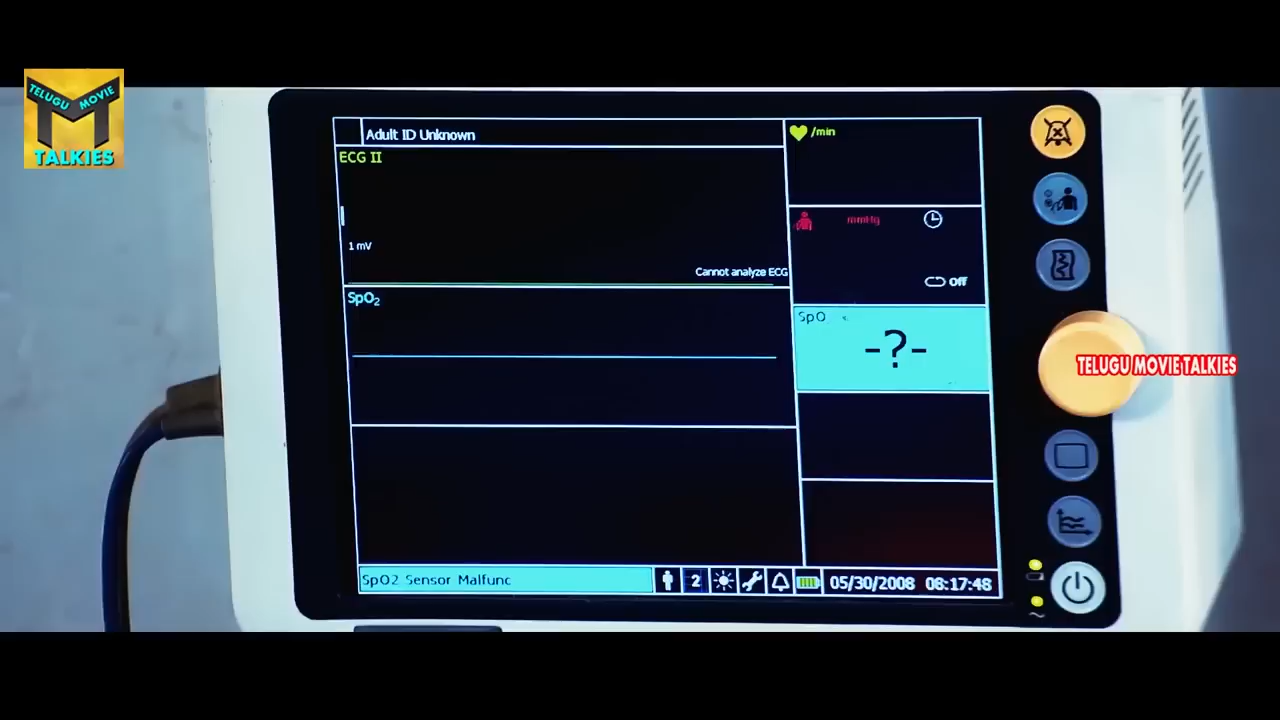 TELUGU MOVIE
TALKIES
Adult ID Unknown
/min
ECG II
mmHg
1 mV
Cannot analyze ECG
Off
SpO2
SpO
-?-
TELUGU MOVIE TALKIES
SpO2 Sensor Malfunc
2
05/30/2008 08:17:48